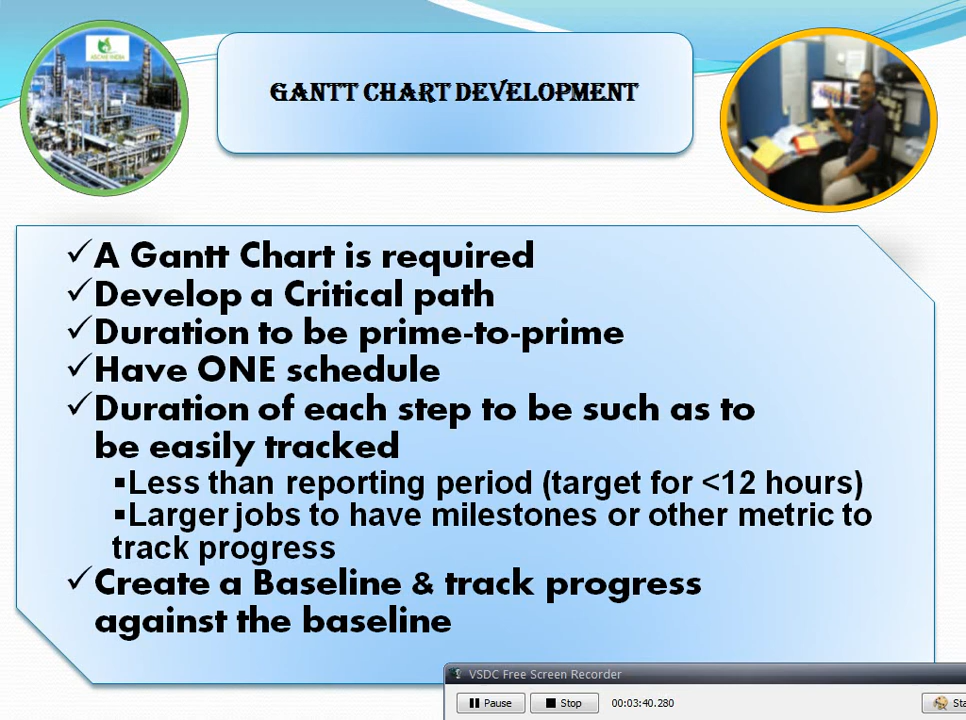 GANTT CHART DEVELOPMENT
✓A Gantt Chart is required
✓Develop a Critical path
✓Duration to be prime-to-prime
✓Have ONE schedule
✓Duration of each step to be such as to
be easily tracked
▪Less than reporting period (target for <12 hours)
▪Larger jobs to have milestones or other metric to
track progress
✓Create a Baseline & track progress
against the baseline
VSDC Free Screen Recorder
Pause Stop 00:03:40.280 Sta